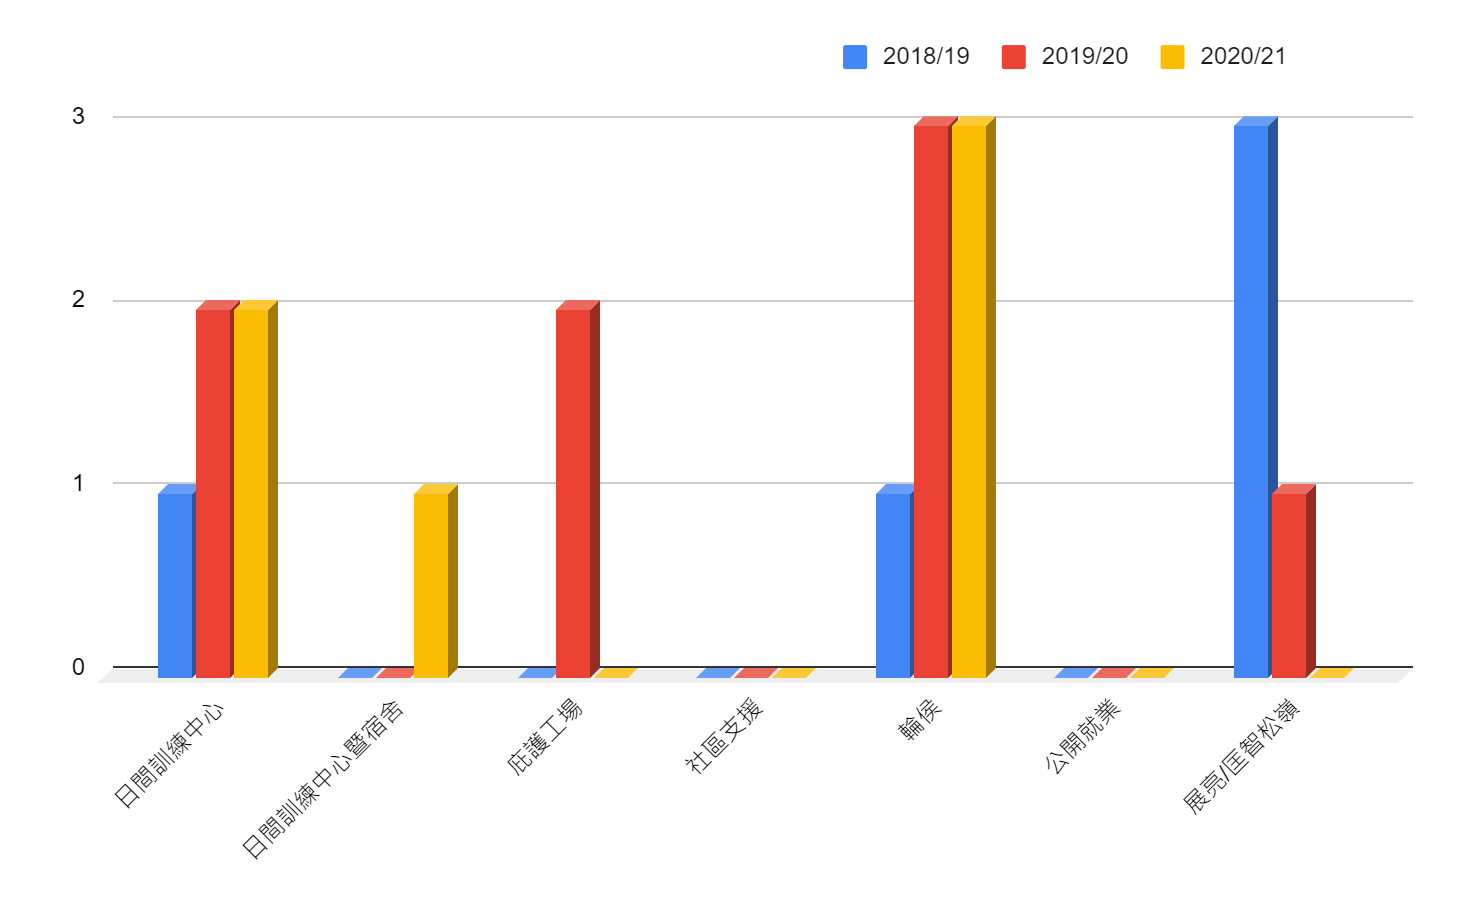 2018/19 2019/20 2020/21
3
2
1
0
日間訓練中心
日間訓練中心暨宿舍
庇護工場
社區支援
輪侯
公開就業
展亮/匡智松嶺